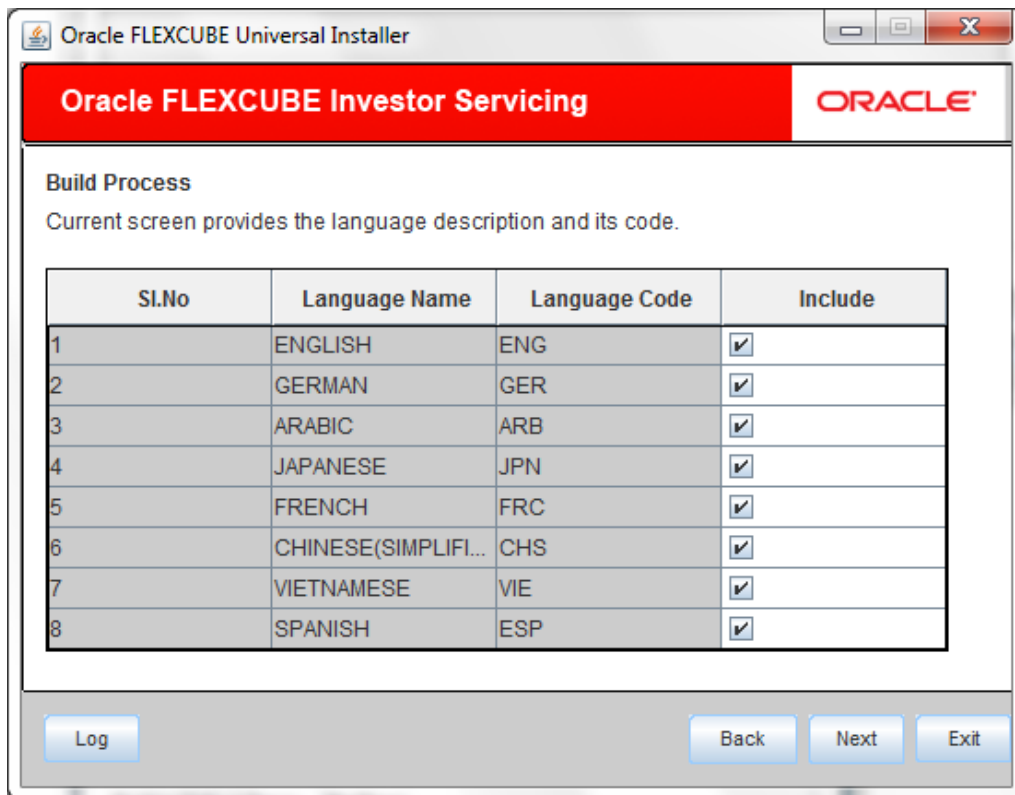 Oracle FLEXCUBE Universal Installer
Oracle FLEXCUBE Investor Servicing
ORACLE
Build Process
Current screen provides the language description and its code.
Sl.No Language Name Language Code Include
1 ENGLISH ENG
2 GERMAN GER
3 ARABIC ARB
4 JAPANESE JPN
5 FRENCH FRC
6 CHINESE(SIMPLIFI... CHS
7 VIETNAMESE VIE
8 SPANISH ESP
Log Back Next Exit